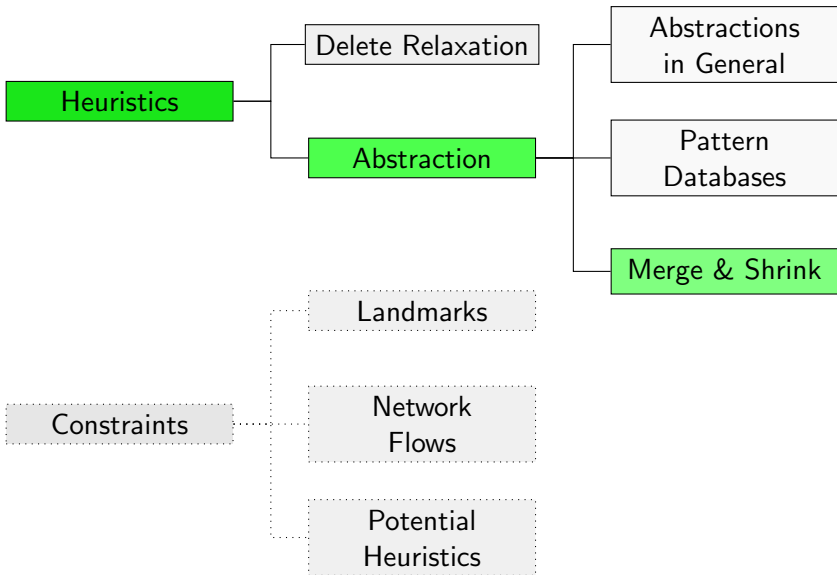 Heuristics
Delete Relaxation
Abstraction
Abstractions
in General
Pattern
Databases
Merge & Shrink
Constraints
Landmarks
Network
Flows
Potential
Heuristics